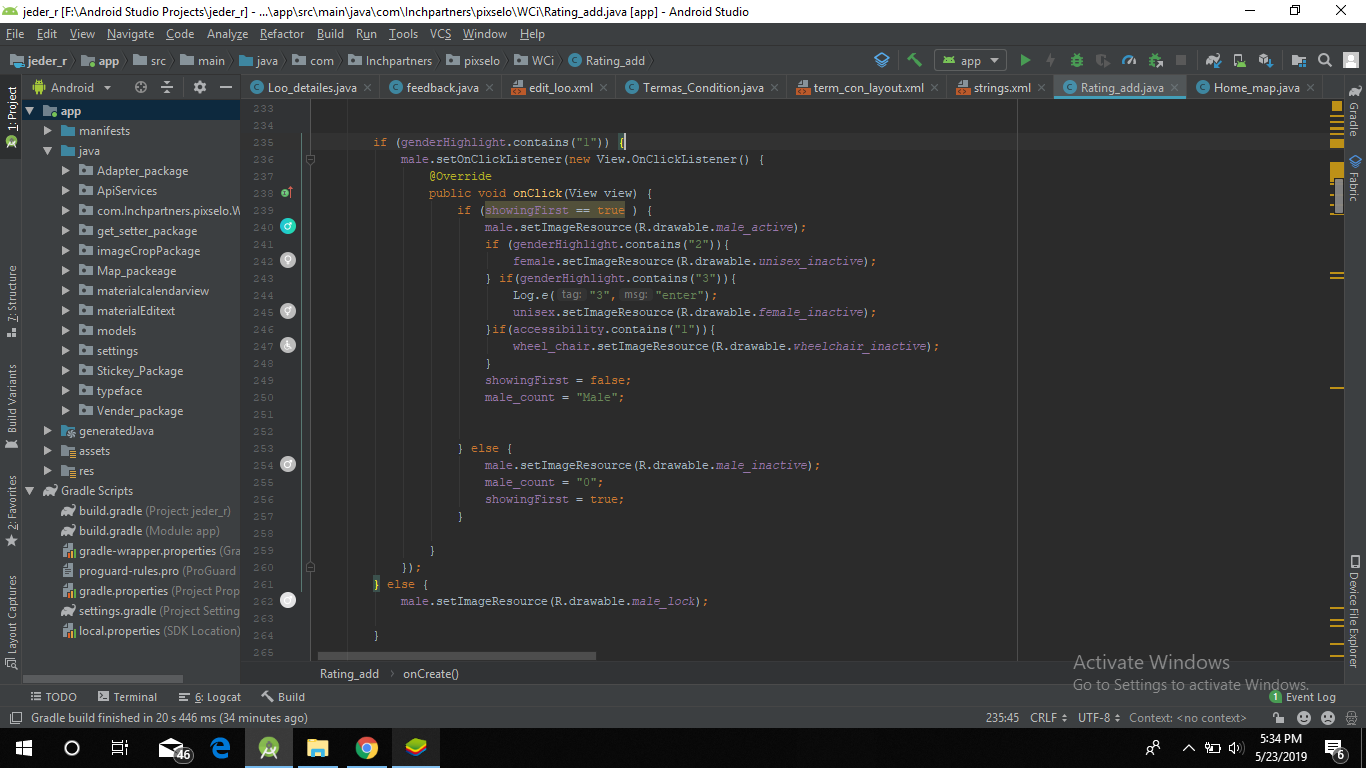 jeder_r [F:\Android Studio Projects\jeder_r] - ...\app\src\main\java\com\Inchpartners\pixselo\WCi\Rating_add.java [app] - Android Studio
File Edit View Navigate Code Analyze Refactor Build Run Tools VCS Window Help
jeder_r app src main java com Inchpartners pixselo WCi Rating_add app
Android Loo_detailes.java feedback.java edit_loo.xml Termas_Condition.java term_con_layout.xml strings.xml Rating_add.java Home_map.java
1: Project
7: Structure
Build Variants
2: Favorites
Layout Captures
app
manifests
java
Adapter_package
ApiServices
com.Inchpartners.pixselo.W
get_setter_package
imageCropPackage
Map_packeage
materialcalendarview
materialEditext
models
settings
Stickey_Package
typeface
Vender_package
generatedJava
assets
res
Gradle Scripts
build.gradle (Project: jeder_r)
build.gradle (Module: app)
gradle-wrapper.properties (Gra
proguard-rules.pro (ProGuard
gradle.properties (Project Prop
settings.gradle (Project Setting
local.properties (SDK Location)
233
234
235 if (genderHighlight.contains("1")) {
236 male.setOnClickListener(new View.OnClickListener() {
237 @Override
238 public void onClick(View view) {
239 if (showingFirst == true ) {
240 male.setImageResource(R.drawable.male_active);
241 if (genderHighlight.contains("2")){
242 female.setImageResource(R.drawable.unisex_inactive);
243 } if(genderHighlight.contains("3")){
244 Log.e( tag: "3", msg: "enter");
245 unisex.setImageResource(R.drawable.female_inactive);
246 }if(accessibility.contains("1")){
247 wheel_chair.setImageResource(R.drawable.wheelchair_inactive);
248 }
249 showingFirst = false;
250 male_count = "Male";
251
252
253 } else {
254 male.setImageResource(R.drawable.male_inactive);
255 male_count = "0";
256 showingFirst = true;
257 }
258
259 }
260 });
261 } else {
262 male.setImageResource(R.drawable.male_lock);
263
264 }
265
Gradle
Fabric
Device File Explorer
Rating_add onCreate()
Activate Windows
Go to Settings to activate Windows.
TODO Terminal 6: Logcat Build 1 Event Log
Gradle build finished in 20 s 446 ms (34 minutes ago) 235:45 CRLF UTF-8 Context: <no context>
46
5:34 PM
5/23/2019
6